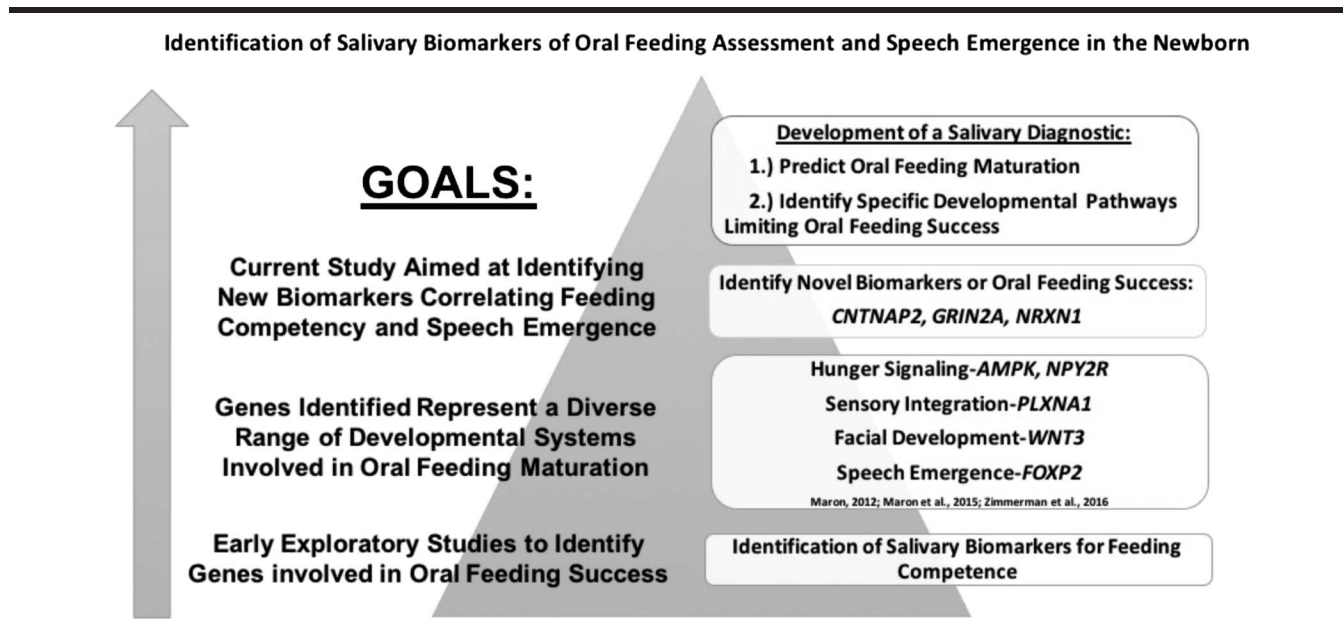 Identification of Salivary Biomarkers of Oral Feeding Assessment and Speech Emergence in the Newborn
GOALS:
Current Study Aimed at Identifying
New Biomarkers Correlating Feeding
Competency and Speech Emergence
Genes Identified Represent a Diverse
Range of Developmental Systems
Involved in Oral Feeding Maturation
Early Exploratory Studies to Identify
Genes involved in Oral Feeding Success
Development of a Salivary Diagnostic:
1.) Predict Oral Feeding Maturation
2.) Identify Specific Developmental Pathways
Limiting Oral Feeding Success
Identify Novel Biomarkers or Oral Feeding Success:
CNTNAP2, GRIN2A, NRXN1
Hunger Signaling-AMPK, NPY2R
Sensory Integration-PLXNA1
Facial Development-WNT3
Speech Emergence-FOXP2
Maron, 2012; Maron et al., 2015; Zimmerman et al., 2016
Identification of Salivary Biomarkers for Feeding
Competence